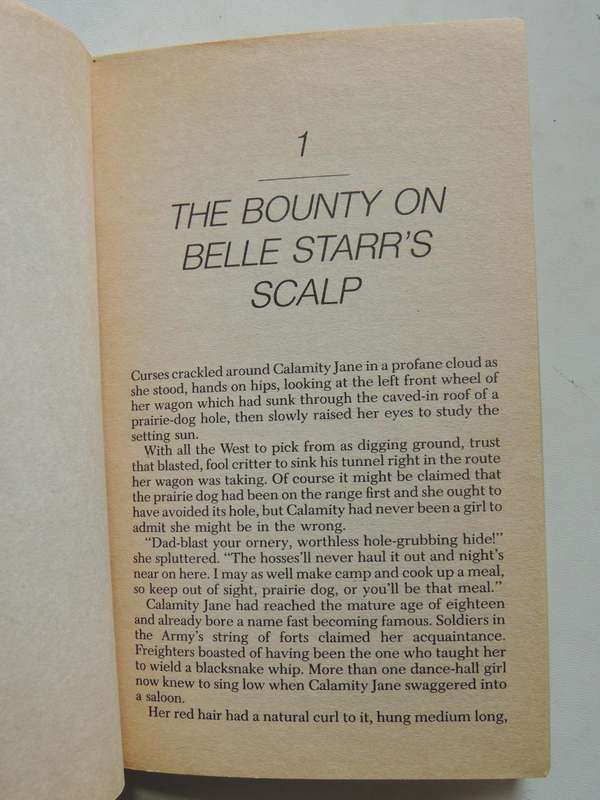 1
THE BOUNTY ON
BELLE STARR'S
SCALP
Curses crackled around Calamity Jane in a profane cloud as
she stood, hands on hips, looking at the left front wheel of
her wagon which had sunk through the caved-in roof of a
prairie-dog hole, then slowly raised her eyes to study the
setting sun.
With all the West to pick from as digging ground, trust
that blasted, fool critter to sink his tunnel right in the route
her wagon was taking. Of course it might be claimed that
the prairie dog had been on the range first and she ought to
have avoided its hole, but Calamity had never been a girl to
admit she might be in the wrong.
"Dad-blast your ornery, worthless hole-grubbing hide!"
she spluttered. "The hosses'll never haul it out and night's
near on here. I may as well make camp and cook up a meal,
so keep out of sight, prairie dog, or you'll be that meal."
Calamity Jane had reached the mature age of eighteen
and already bore a name fast becoming famous. Soldiers in
the Army's string of forts claimed her acquaintance.
Freighters boasted of having been the one who taught her
to wield a blacksnake whip. More than one dance-hall girl
now knew to sing low when Calamity Jane swaggered into
a saloon.
Her red hair had a natural curl to it, hung medium long,